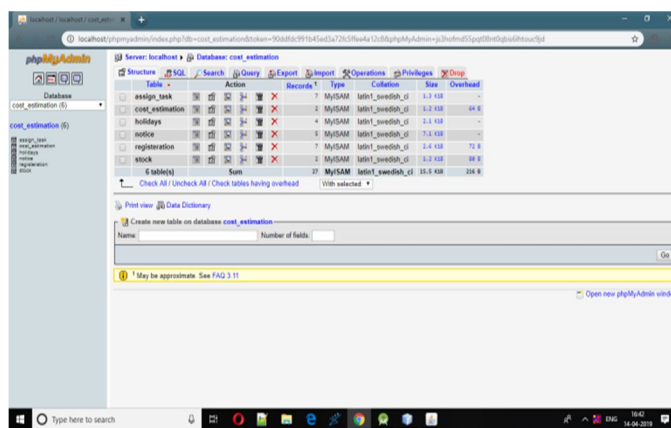 localhost / localhost / cost_esti
localhost/phpmyadmin/index.php?db=cost_estimation&token=
phpMyAdmin
Database
cost_estimation (6)
cost_estimation (6)
assign_task
cost_estimation
holidays
notice
registeration
stock
Server: localhost Database: cost_estimation
Structure SQL Search Query Export Import Operations Privileges Drop
Table Action Records 1 Type Collation Size Overhead
assign_task 7 MyISAM latin1_swedish_ci 1.3 KiB -
cost_estimation 2 MyISAM latin1_swedish_ci 1.2 KiB 64 B
holidays 4 MyISAM latin1_swedish_ci 2.1 KiB -
notice 5 MyISAM latin1_swedish_ci 7.1 KiB -
registeration 7 MyISAM latin1_swedish_ci 2.6 KiB 72 B
stock 2 MyISAM latin1_swedish_ci 1.2 KiB 80 B
6 table(s) Sum 27 MyISAM latin1_swedish_ci 15.5 KiB 216 B
Check All / Uncheck All / Check tables having overhead With selected:
Print view Data Dictionary
Create new table on database cost_estimation
Name: Number of fields:
Go
1 May be approximate. See FAQ 3.11
Open new phpMyAdmin wind
Type here to search
ENG
16:42
14-04-2019